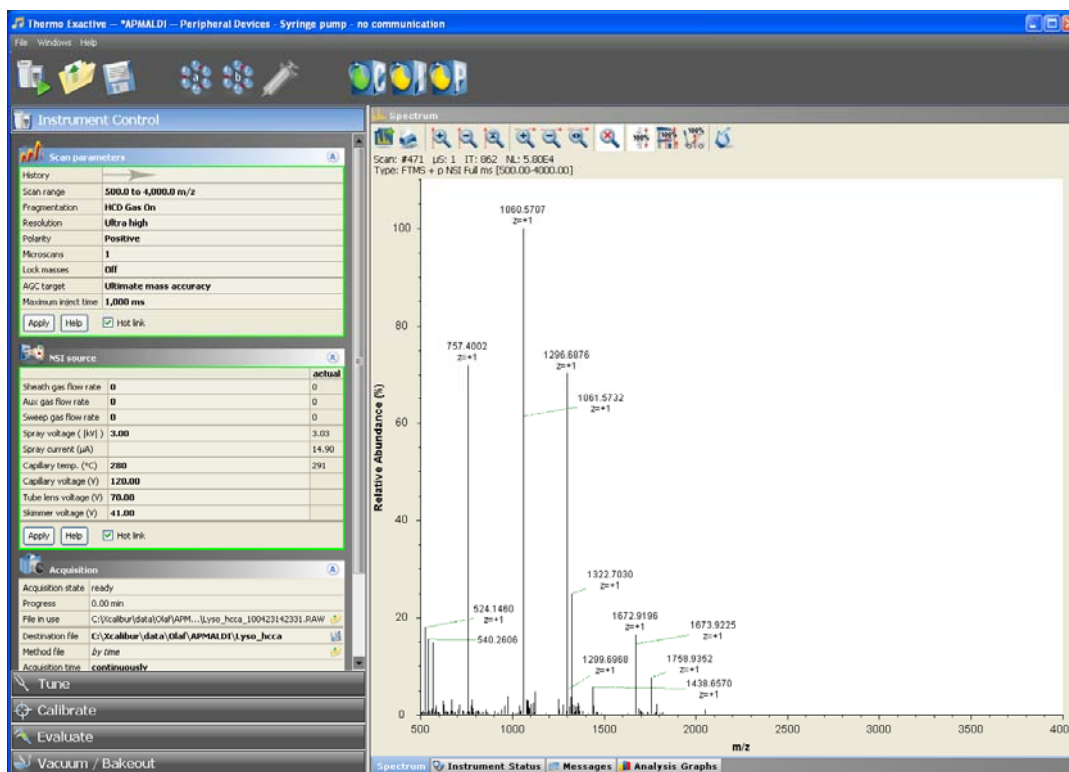 Thermo Exactive -- *APMALDI -- Peripheral Devices - Syringe pump - no communication
File Windows Help
Instrument Control
Scan parameters
History
Scan range 500.0 to 4,000.0 m/z
Fragmentation HCD Gas On
Resolution Ultra high
Polarity Positive
Microscans 1
Lock masses Off
AGC target Ultimate mass accuracy
Maximum inject time 1,000 ms
Apply Help Hot link
NSI source
actual
Sheath gas flow rate 0 0
Aux gas flow rate 0 0
Sweep gas flow rate 0 0
Spray voltage ( |kV| ) 3.00 3.03
Spray current (µA) 14.90
Capillary temp. (°C) 280 291
Capillary voltage (V) 120.00
Tube lens voltage (V) 70.00
Skimmer voltage (V) 41.00
Apply Help Hot link
Acquisition
Acquisition state ready
Progress 0.00 min
File in use C:\Xcalibur\data\Olaf\APM...\Lyso_hcca_100423142331.RAW
Destination file C:\Xcalibur\data\Olaf\APMALDI\Lyso_hcca
Method file by time
Acquisition time continuously
Tune
Calibrate
Evaluate
Vacuum / Bakeout
Spectrum
Scan: #471 µS: 1 IT: 862 NL: 5.80E4
Type: FTMS + p NSI Full ms [500.00-4000.00]
1060.5707
z=+1
100
80
757.4002
z=+1
1296.6876
z=+1
1061.5732
z=+1
60
Relative Abundance (%)
40
1322.7030
z=+1
524.1460
z=+1
1672.9196
z=+1
1673.9225
z=+1
20
540.2606
1299.6968
z=+1
1758.9352
z=+1
1438.6570
z=+1
0
500 1000 1500 2000 2500 3000 3500 400
m/z
Spectrum Instrument Status Messages Analysis Graphs